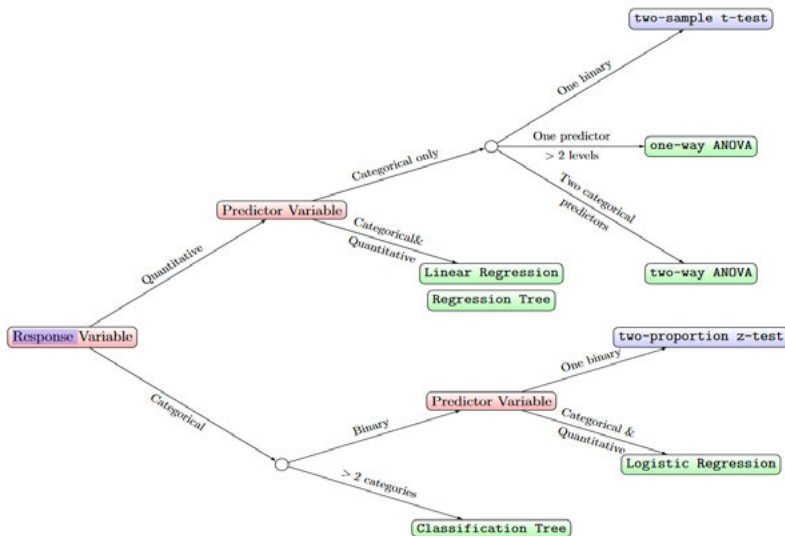 two-sample t-test
One binary
One predictor
> 2 levels
one-way ANOVA
Categorical only
Two categorical
predictors
Predictor Variable
Categorical&
Quantitative
Quantitative
Linear Regression
two-way ANOVA
Regression Tree
Response Variable
two-proportion z-test
One binary
Categorical
Binary
Predictor Variable
Categorical &
Quantitative
Logistic Regression
> 2 categories
Classification Tree